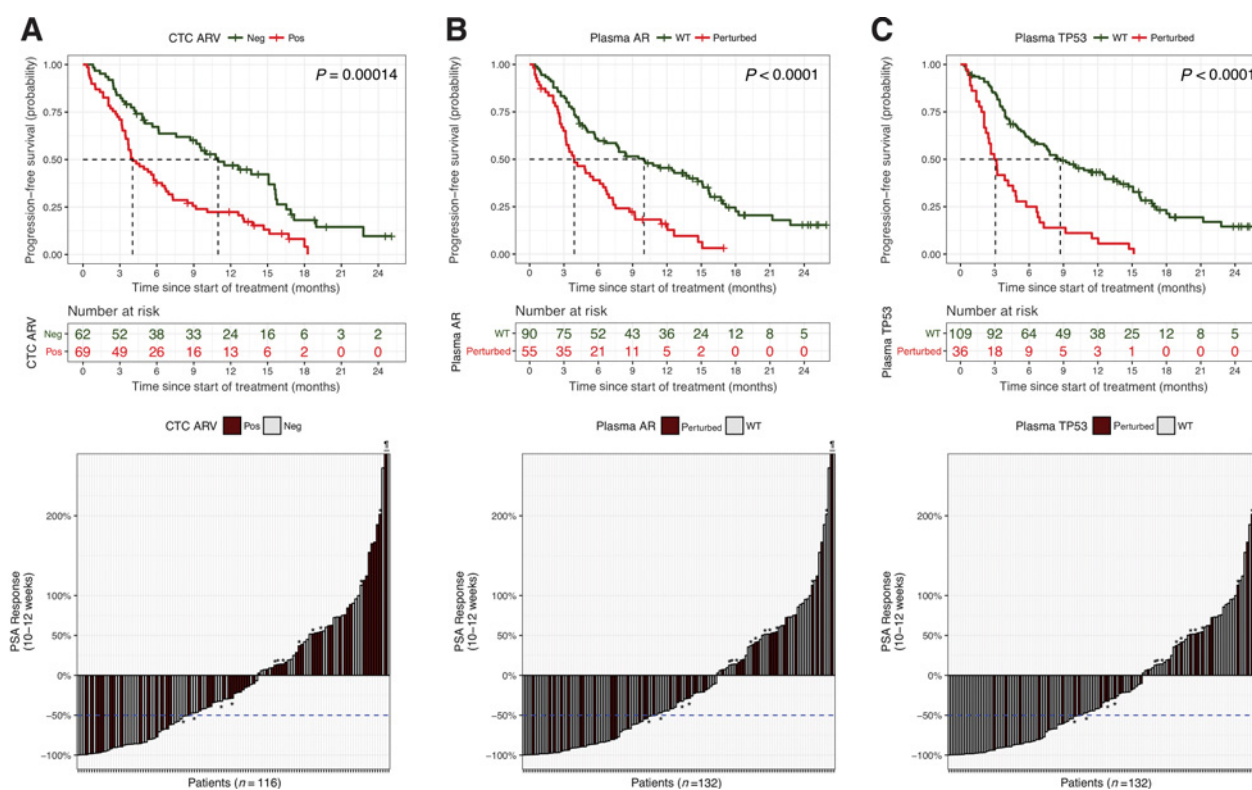 A
CTC ARV Neg Pos
P = 0.00014
Progression-free survival (probability)
1.00
0.75
0.50
0.25
0.00
0 3 6 9 12 15 18 21 24
Time since start of treatment (months)
Number at risk
CTC ARV
Neg 62 52 38 33 24 16 6 3 2
Pos 69 49 26 16 13 6 2 0 0
0 3 6 9 12 15 18 21 24
Time since start of treatment (months)
CTC ARV Pos Neg
PSA Response
(10–12 weeks)
200%
100%
50%
0%
−50%
−100%
Patients (n = 116)
B
Plasma AR WT Perturbed
P < 0.0001
Progression-free survival (probability)
1.00
0.75
0.50
0.25
0.00
0 3 6 9 12 15 18 21 24
Time since start of treatment (months)
Number at risk
Plasma AR
WT 90 75 52 43 36 24 12 8 5
Perturbed 55 35 21 11 5 2 0 0 0
0 3 6 9 12 15 18 21 24
Time since start of treatment (months)
Plasma AR Perturbed WT
PSA Response
(10–12 weeks)
200%
100%
50%
0%
−50%
−100%
Patients (n=132)
C
Plasma TP53 WT Perturbed
P < 0.0001
Progression-free survival (probability)
1.00
0.75
0.50
0.25
0.00
0 3 6 9 12 15 18 21 24
Time since start of treatment (months)
Number at risk
Plasma TP53
WT 109 92 64 49 38 25 12 8 5
Perturbed 36 18 9 5 3 1 0 0 0
0 3 6 9 12 15 18 21 24
Time since start of treatment (months)
Plasma TP53 Perturbed WT
PSA Response
(10–12 weeks)
200%
100%
50%
0%
−50%
−100%
Patients (n=132)